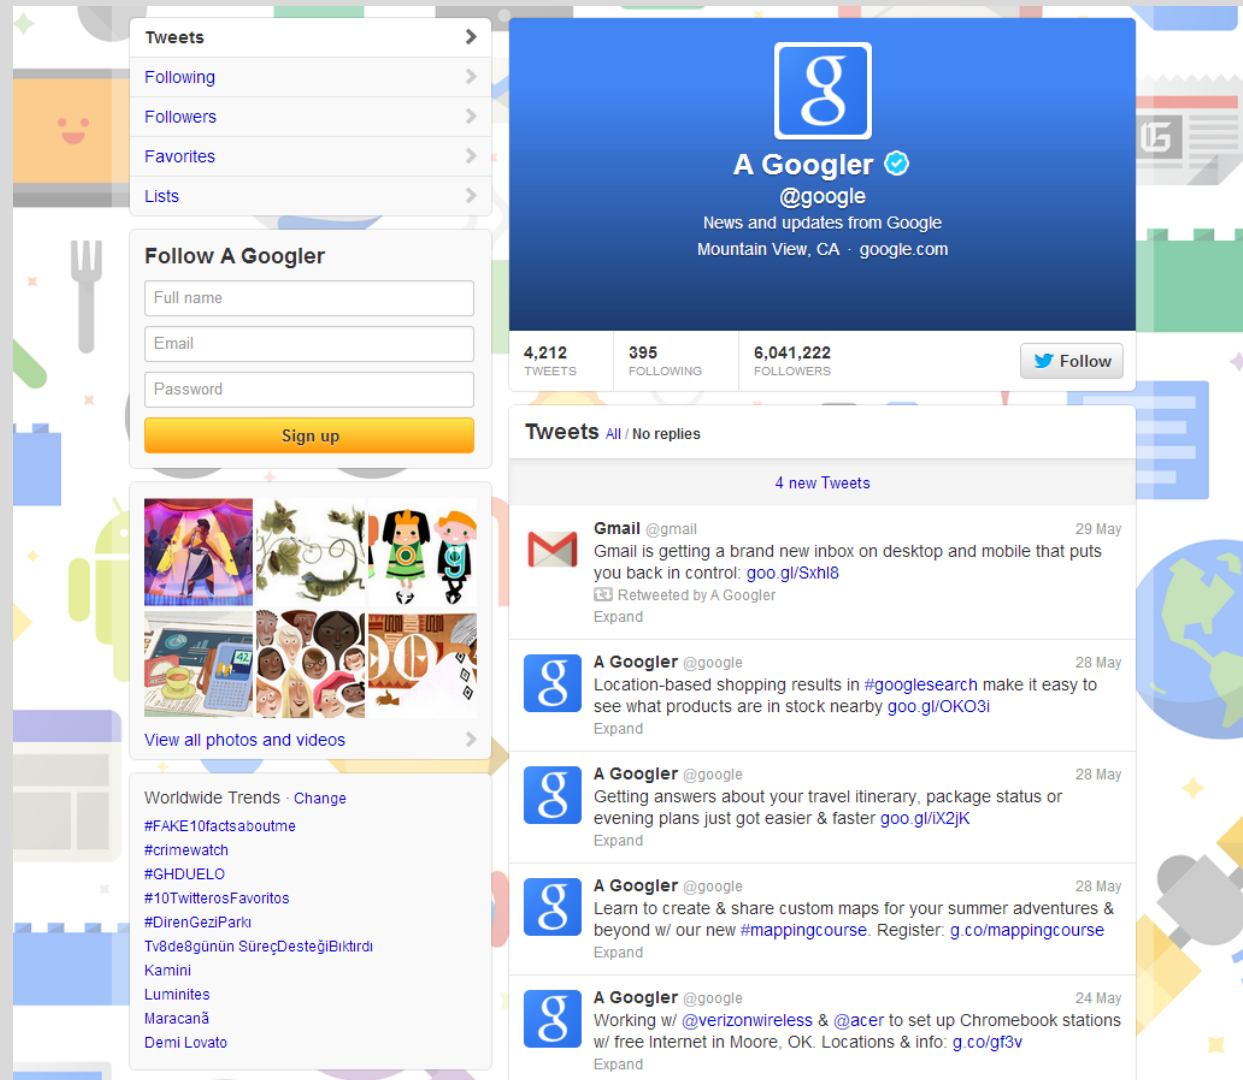 Tweets
Following
Followers
Favorites
Lists
Follow A Googler
Full name
Email
Password
Sign up
42
View all photos and videos
Worldwide Trends · Change
#FAKE10factsaboutme
#crimewatch
#GHDUELO
#10TwitterosFavoritos
#DirenGeziParkı
Tv8de8günün SüreçDesteğiBıktırdı
Kamini
Luminites
Maracanã
Demi Lovato
g
A Googler
@google
News and updates from Google
Mountain View, CA · google.com
4,212
TWEETS
395
FOLLOWING
6,041,222
FOLLOWERS
Follow
Tweets All / No replies
4 new Tweets
Gmail @gmail 29 May
Gmail is getting a brand new inbox on desktop and mobile that puts
you back in control: goo.gl/Sxhl8
Retweeted by A Googler
Expand
g
A Googler @google 28 May
Location-based shopping results in #googlesearch make it easy to
see what products are in stock nearby goo.gl/OKO3i
Expand
g
A Googler @google 28 May
Getting answers about your travel itinerary, package status or
evening plans just got easier & faster goo.gl/iX2jK
Expand
g
A Googler @google 28 May
Learn to create & share custom maps for your summer adventures &
beyond w/ our new #mappingcourse. Register: g.co/mappingcourse
Expand
g
A Googler @google 24 May
Working w/ @verizonwireless & @acer to set up Chromebook stations
w/ free Internet in Moore, OK. Locations & info: g.co/gf3v
Expand
G